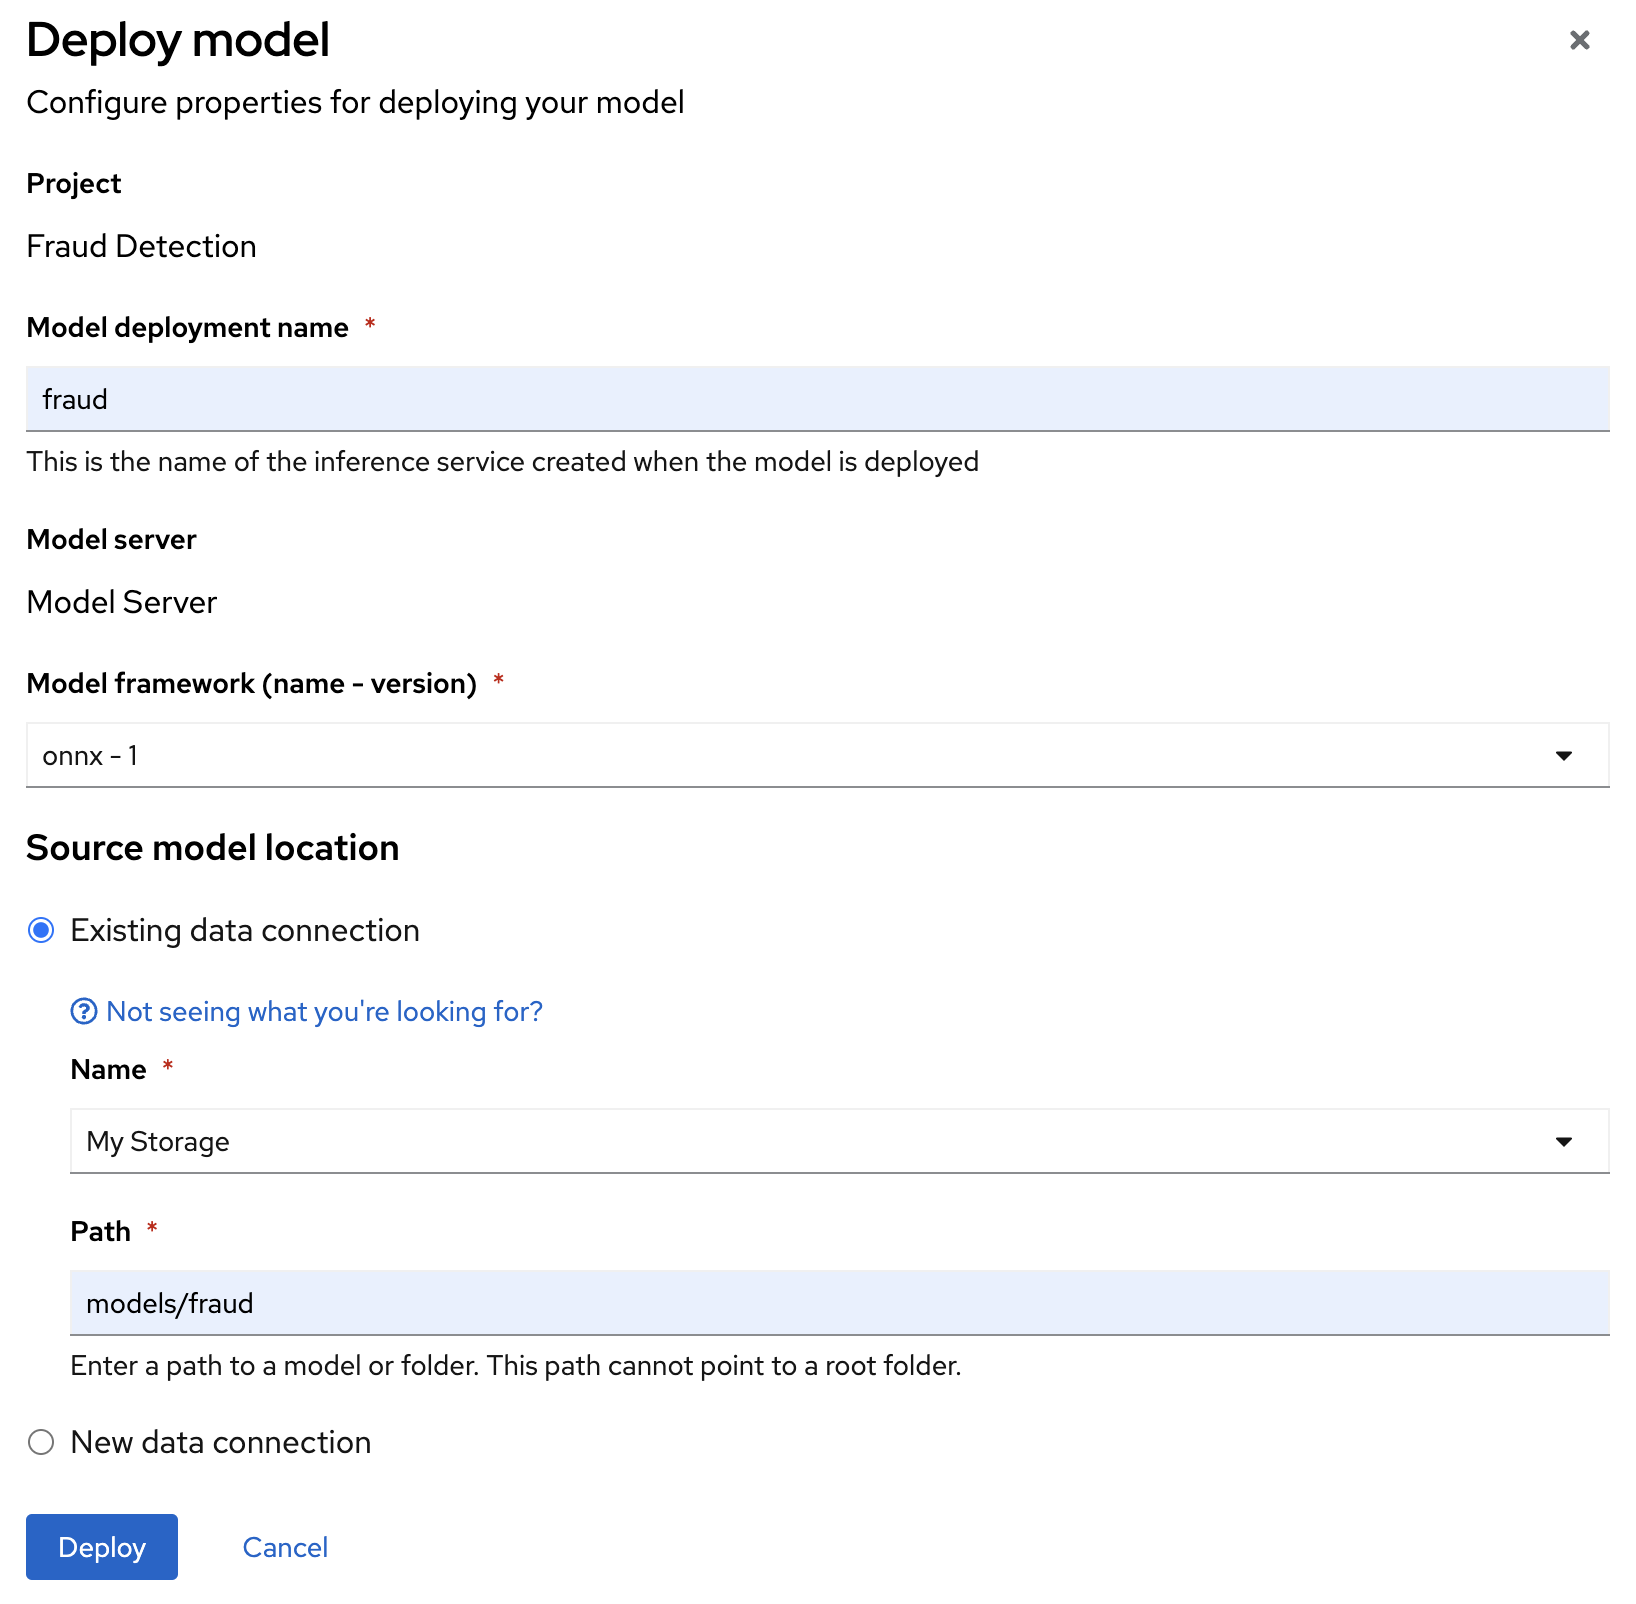 Deploy model
Configure properties for deploying your model
Project
Fraud Detection
Model deployment name *
fraud
This is the name of the inference service created when the model is deployed
Model server
Model Server
Model framework (name - version) *
onnx - 1
Source model location
Existing data connection
Not seeing what you're looking for?
Name *
My Storage
Path *
models/fraud
Enter a path to a model or folder. This path cannot point to a root folder.
New data connection
Deploy Cancel